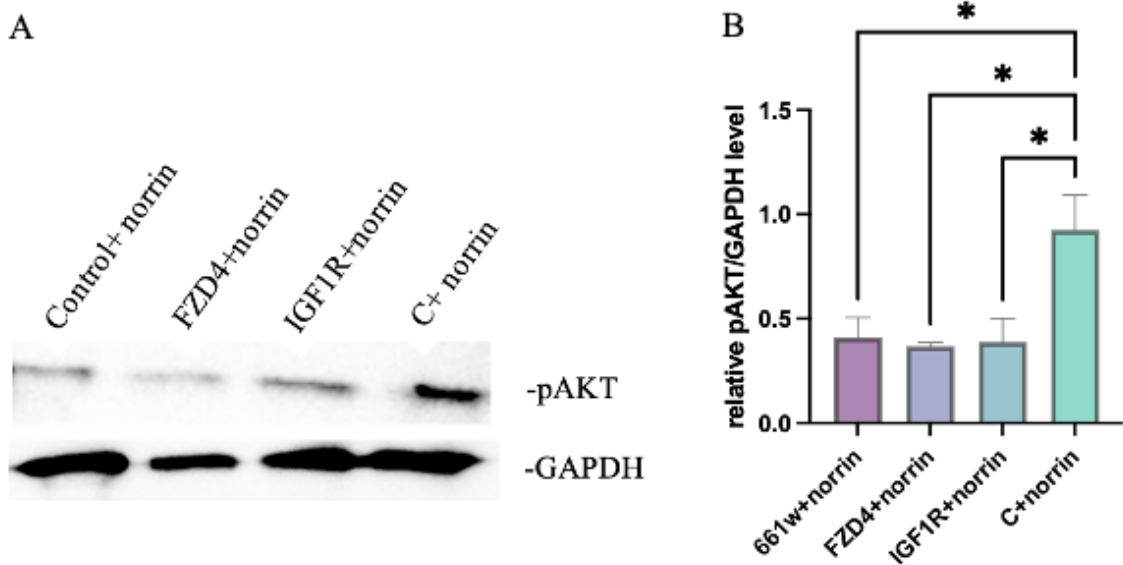 A
Control+ norrin
FZD4+norrin
IGF1R+norrin
C+ norrin
-pAKT
-GAPDH
B
*
*
*
relative pAKT/GAPDH level
1.5
1.0
0.5
0.0
661w+norrin
FZD4+norrin
IGF1R+norrin
C+norrin